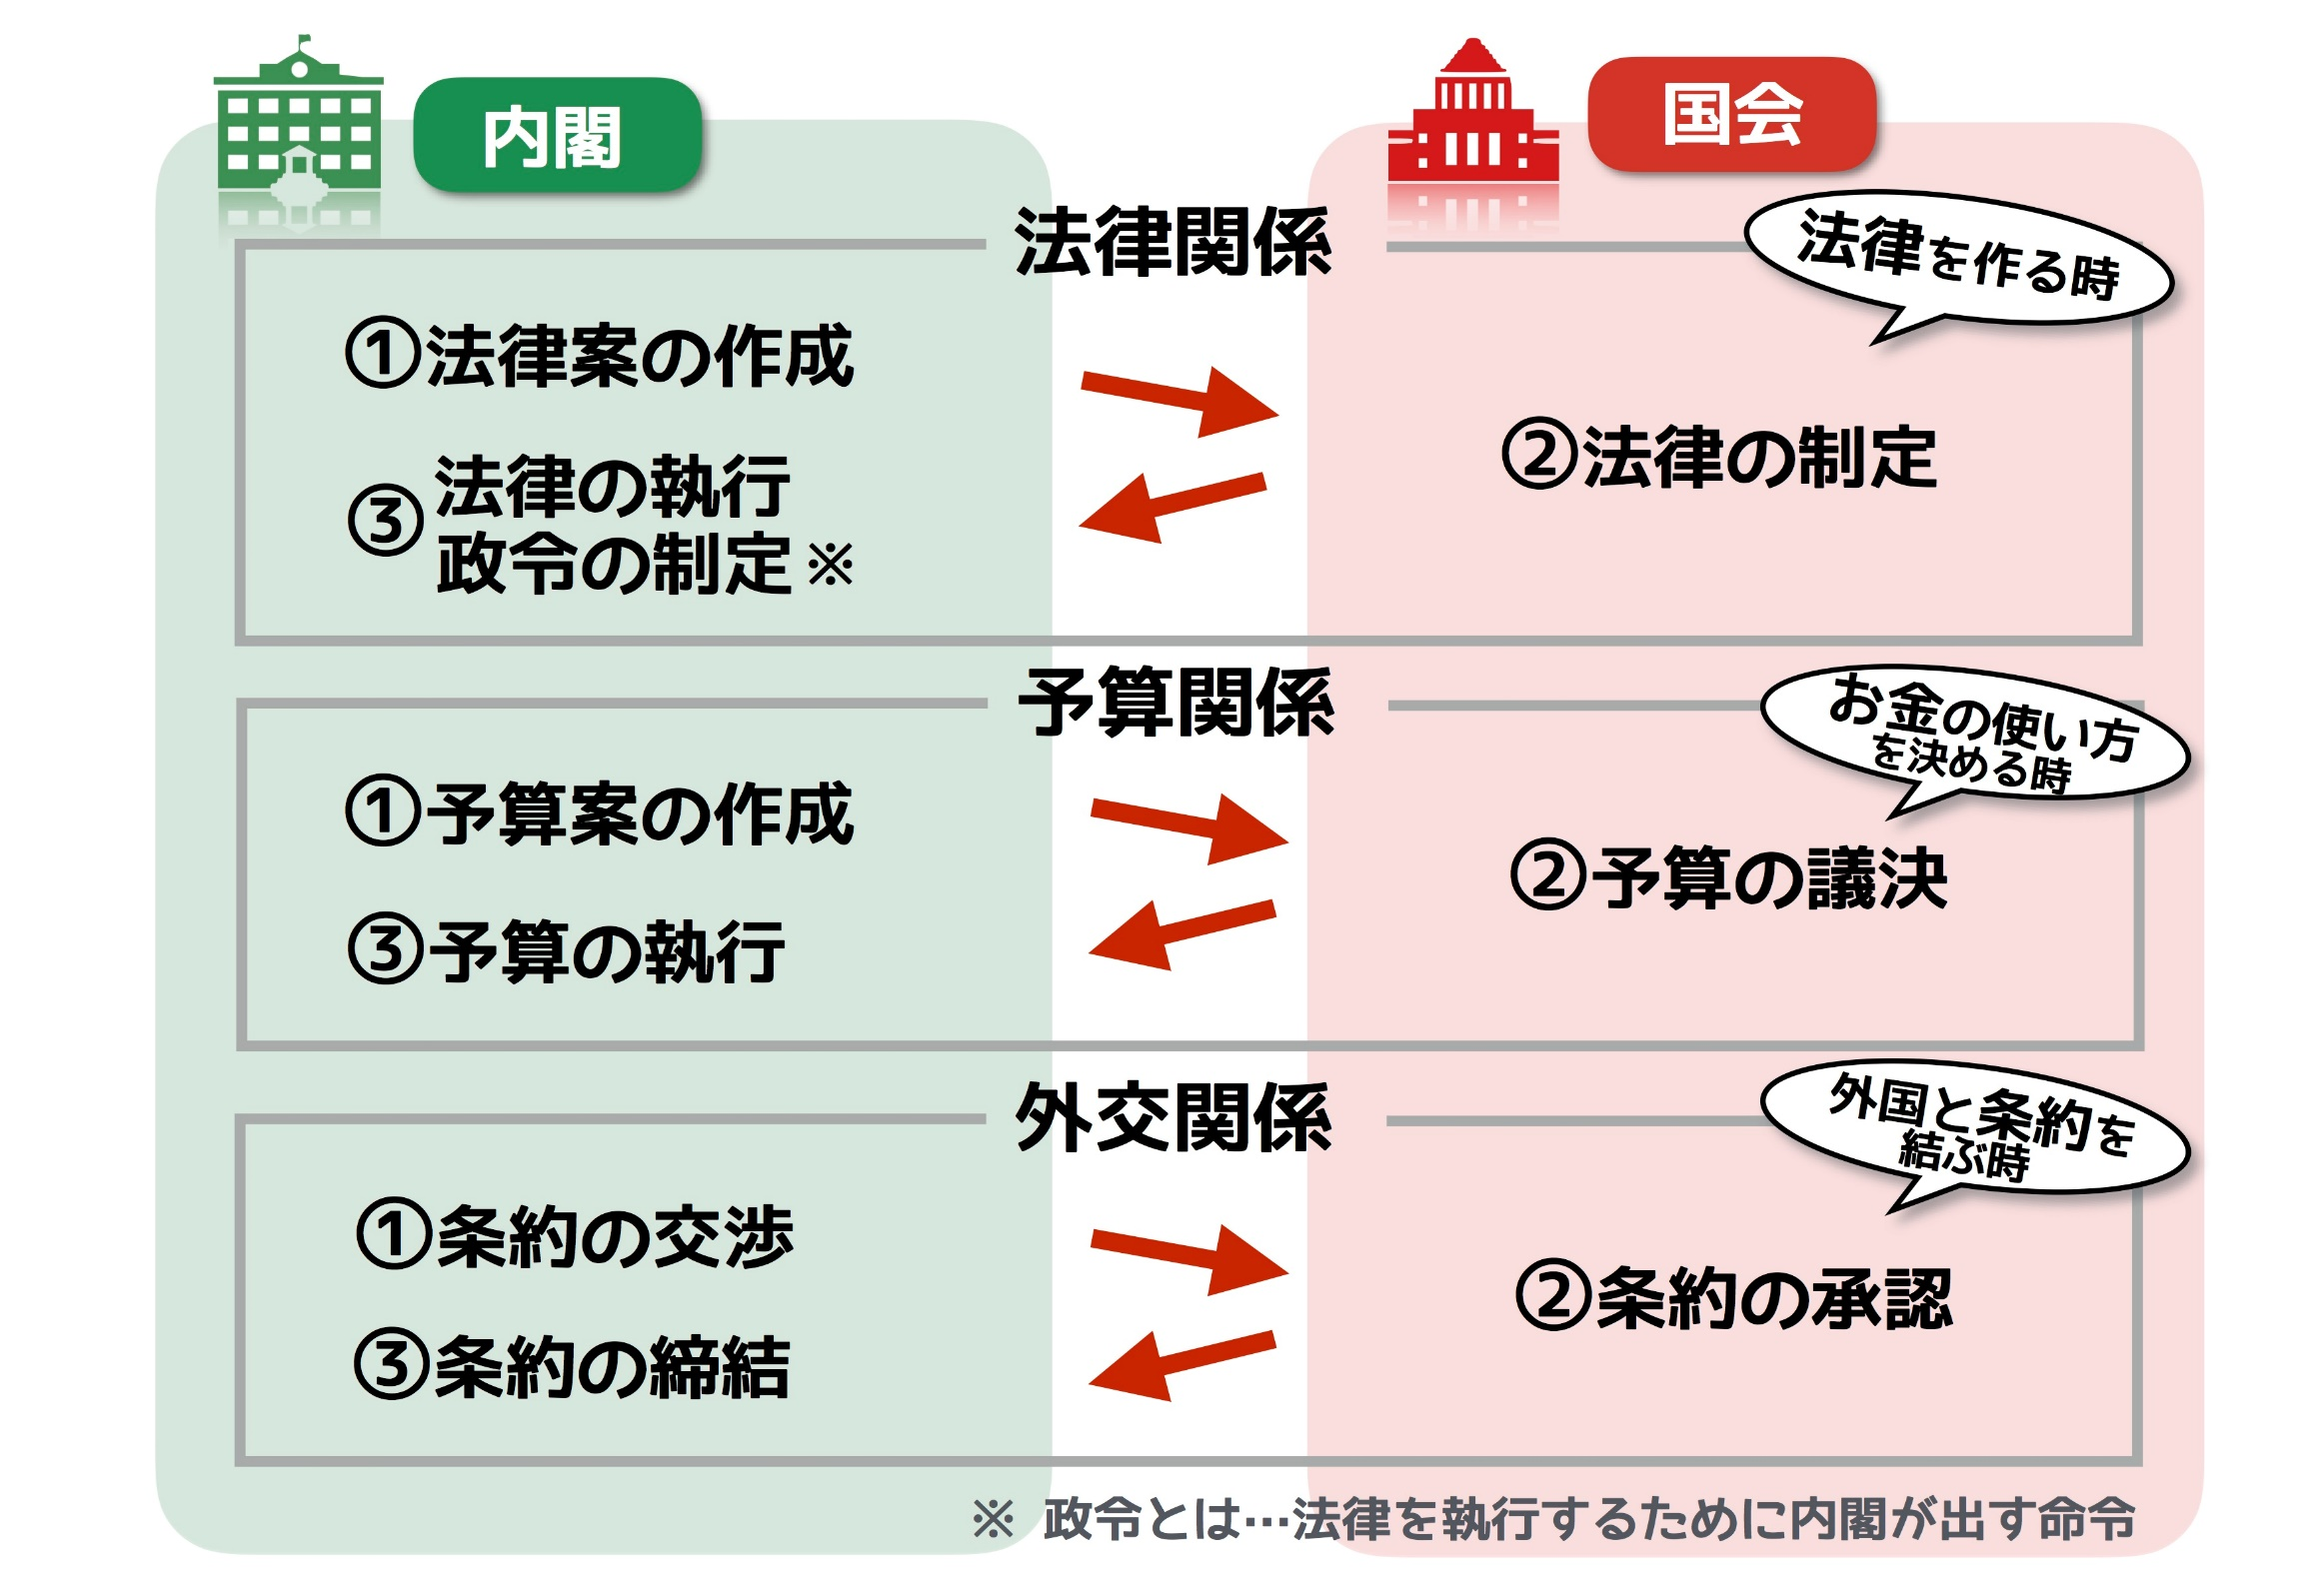 内閣
国会
法律関係
法律を作る時
①法律案の作成
②法律の制定
③法律の執行
政令の制定※
予算関係
お金の使い方
を決める時
①予算案の作成
②予算の議決
③予算の執行
外交関係
外国と条約を
結ぶ時
①条約の交渉
②条約の承認
③条約の締結
※ 政令とは…法律を執行するために内閣が出す命令